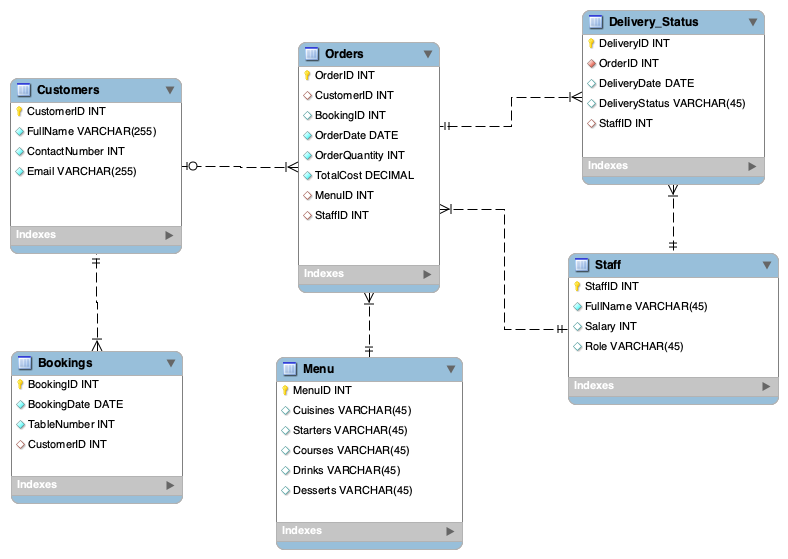 Customers
CustomerID INT
FullName VARCHAR(255)
ContactNumber INT
Email VARCHAR(255)
Indexes
Bookings
BookingID INT
BookingDate DATE
TableNumber INT
CustomerID INT
Indexes
Orders
OrderID INT
CustomerID INT
BookingID INT
OrderDate DATE
OrderQuantity INT
TotalCost DECIMAL
MenuID INT
StaffID INT
Indexes
Menu
MenuID INT
Cuisines VARCHAR(45)
Starters VARCHAR(45)
Courses VARCHAR(45)
Drinks VARCHAR(45)
Desserts VARCHAR(45)
Indexes
Delivery_Status
DeliveryID INT
OrderID INT
DeliveryDate DATE
DeliveryStatus VARCHAR(45)
StaffID INT
Indexes
Staff
StaffID INT
FullName VARCHAR(45)
Salary INT
Role VARCHAR(45)
Indexes